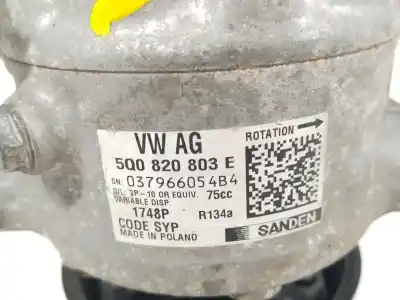 VW AG
5Q0 820 803 E
ROTATION
SN: 037966054B4
OIL: SP-10 OR EQUIV. 75cc
VARIABLE DISP.
1748P R134a
CODE SYP
MADE IN POLAND
SANDEN